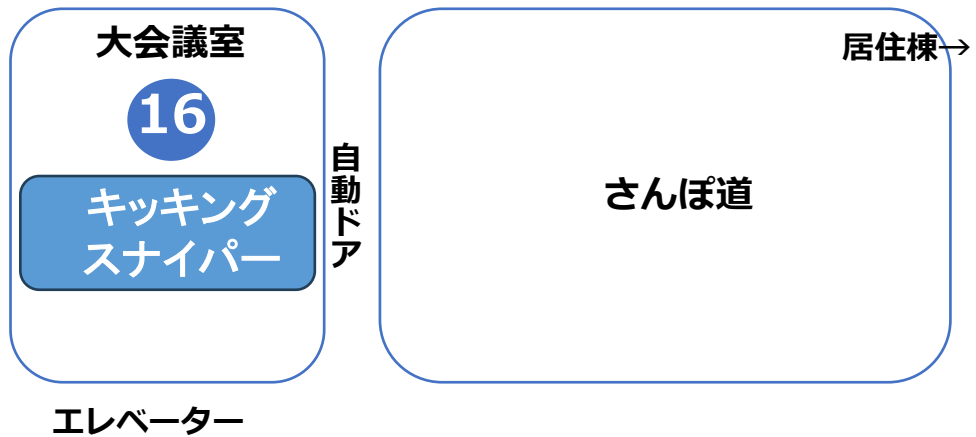 大会議室
16
キッキング
スナイパー
自動ドア
さんぽ道
居住棟→
エレベーター